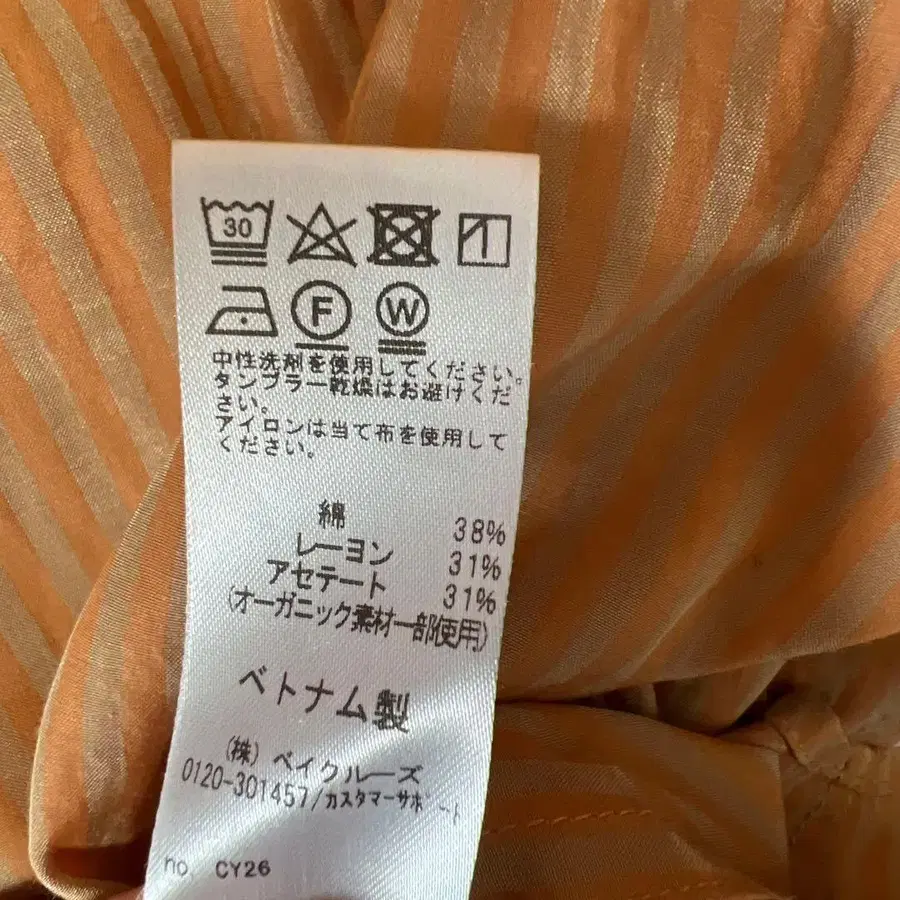 30
F W
中性洗剤を使用してください。
タンブラー乾燥はお避けくだ
さい。
アイロンは当て布を使用して
ください。
綿 38%
レーヨン 31%
アセテート 31%
(オーガニック素材一部使用)
ベトナム製
(株) ベイクルーズ
0120-301457/カスタマーサポート
no CY26